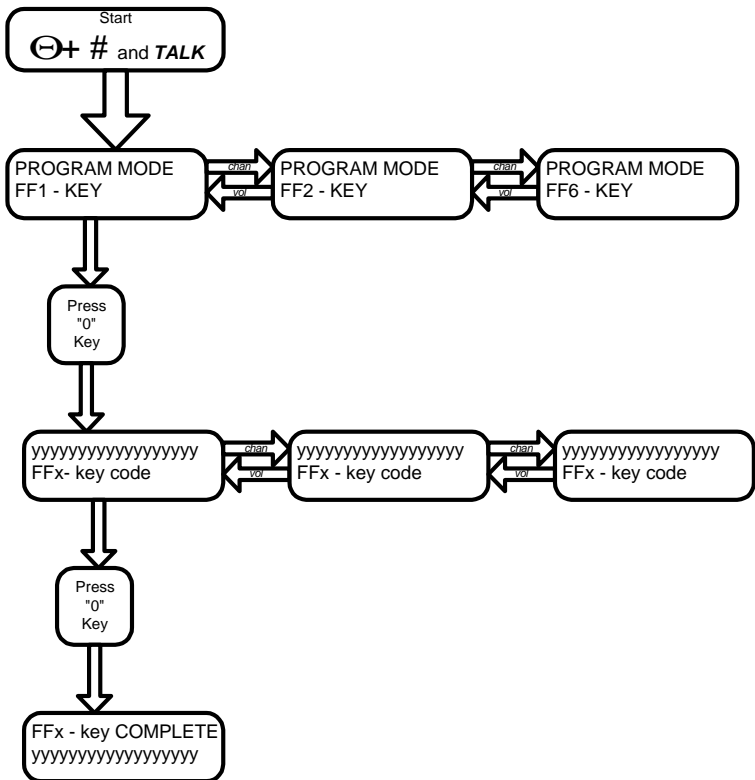 Start
Θ+ # and TALK
PROGRAM MODE
FF1 - KEY
chan
vol
PROGRAM MODE
FF2 - KEY
chan
vol
PROGRAM MODE
FF6 - KEY
Press
"0"
Key
yyyyyyyyyyyyyyyyyy
FFx- key code
chan
vol
yyyyyyyyyyyyyyyyyy
FFx - key code
chan
vol
yyyyyyyyyyyyyyyyy
FFx - key code
Press
"0"
Key
FFx - key COMPLETE
yyyyyyyyyyyyyyyyyy